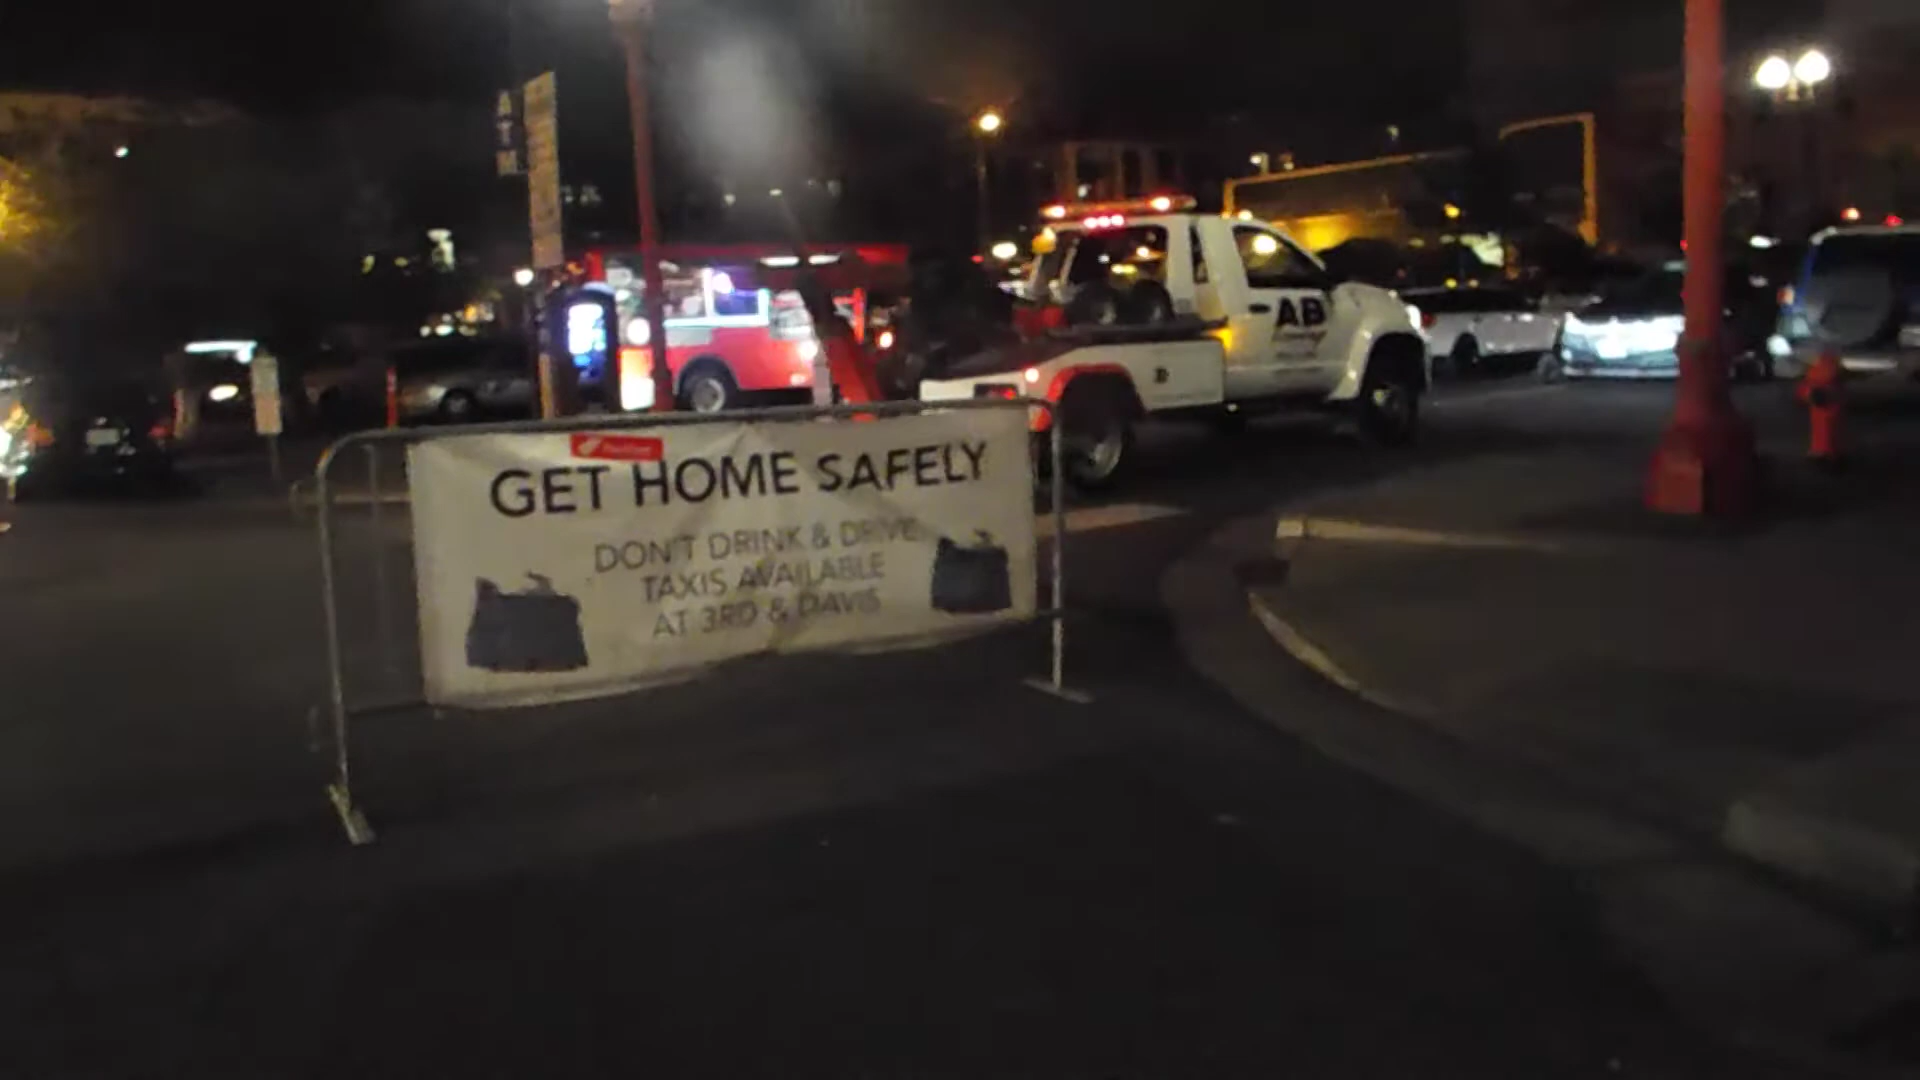 ATM
AB
GET HOME SAFELY
DON'T DRINK & DRIVE
TAXIS AVAILABLE
AT 3RD & DAVIS